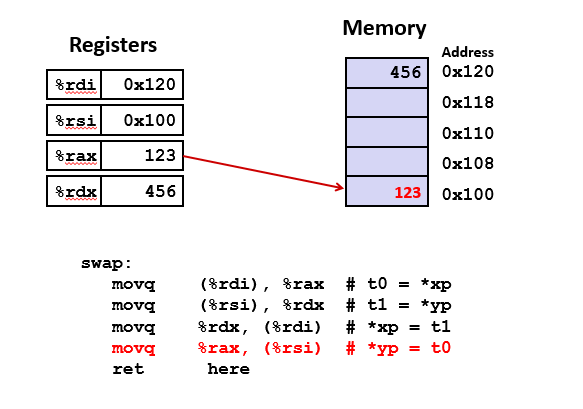 Registers
Memory
Address
%rdi 0x120
%rsi 0x100
%rax 123
%rdx 456
456 0x120
0x118
0x110
0x108
123 0x100
swap:
movq (%rdi), %rax # t0 = *xp
movq (%rsi), %rdx # t1 = *yp
movq %rdx, (%rdi) # *xp = t1
movq %rax, (%rsi) # *yp = t0
ret here